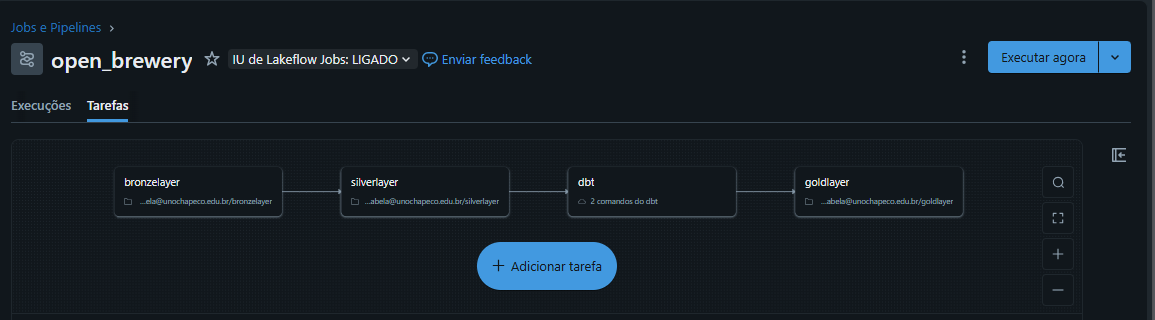 Jobs e Pipelines
open_brewery
IU de Lakeflow Jobs: LIGADO
Enviar feedback
Executar agora
Execuções
Tarefas
bronzelayer
...ela@unochapeco.edu.br/bronzelayer
silverlayer
...abela@unochapeco.edu.br/silverlayer
dbt
2 comandos do dbt
goldlayer
...abela@unochapeco.edu.br/goldlayer
Adicionar tarefa